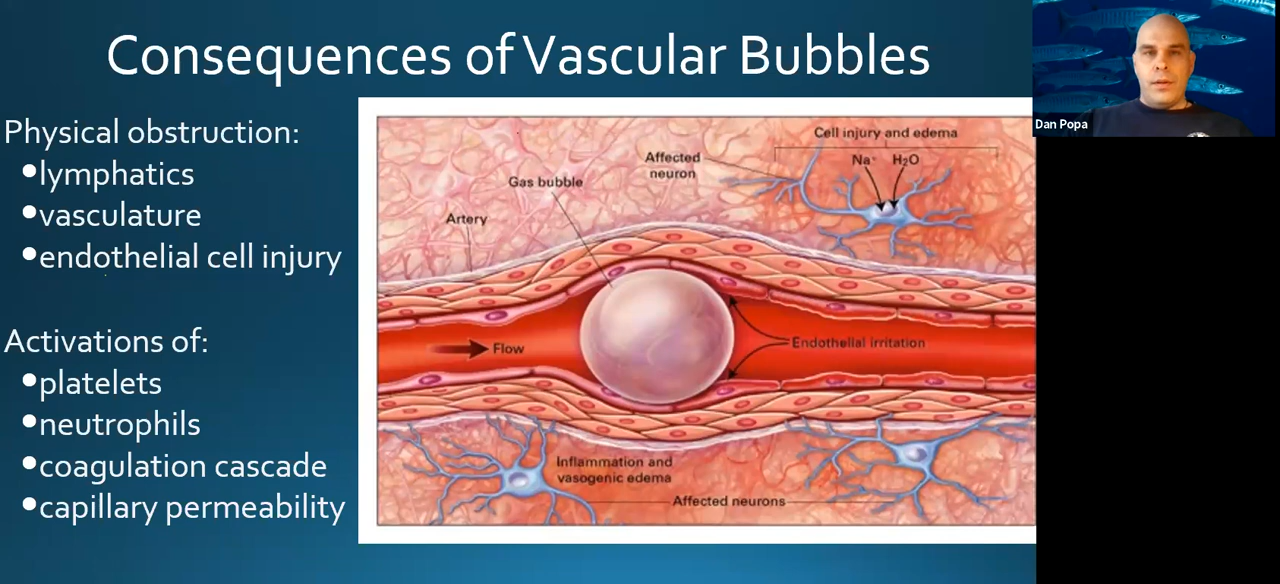 Consequences of Vascular Bubbles
Physical obstruction:
•lymphatics
•vasculature
•endothelial cell injury
Activations of:
•platelets
•neutrophils
•coagulation cascade
•capillary permeability
Cell injury and edema
Affected
neuron
Na+ H₂O
Gas bubble
Artery
Flow
Endothelial irritation
Inflammation and
vasogenic edema
Affected neurons
Dan Popa